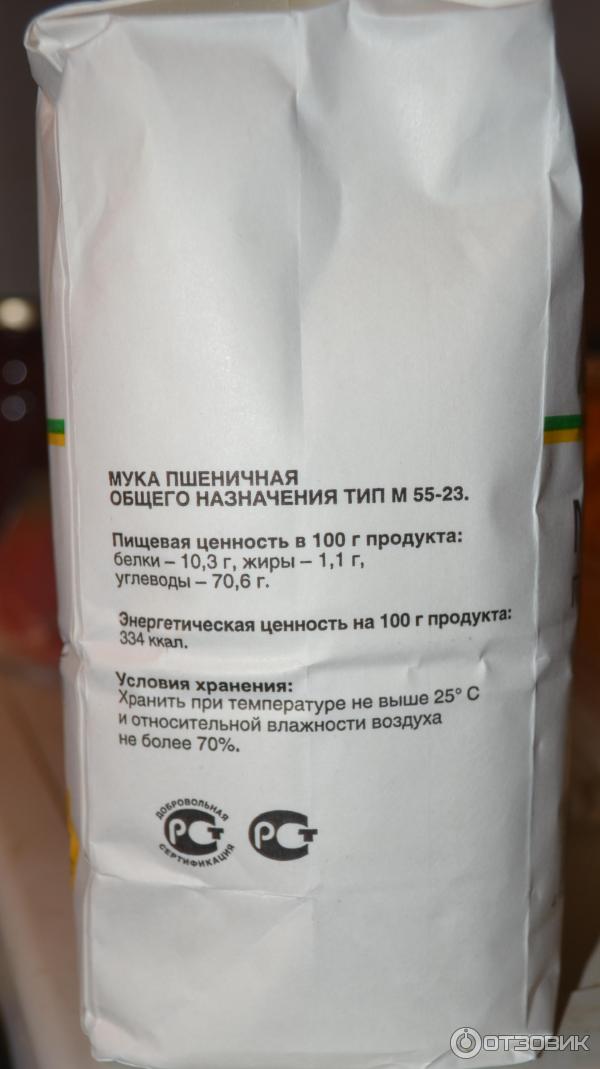 МУКА ПШЕНИЧНАЯ
ОБЩЕГО НАЗНАЧЕНИЯ ТИП М 55-23.
Пищевая ценность в 100 г продукта:
белки – 10,3 г, жиры – 1,1 г,
углеводы – 70,6 г.
Энергетическая ценность на 100 г продукта:
334 ккал.
Условия хранения:
Хранить при температуре не выше 25° С
и относительной влажности воздуха
не более 70%.
ДОБРОВОЛЬНАЯ
РСТ
СЕРТИФИКАЦИЯ
РСТ
ОТЗОВИК